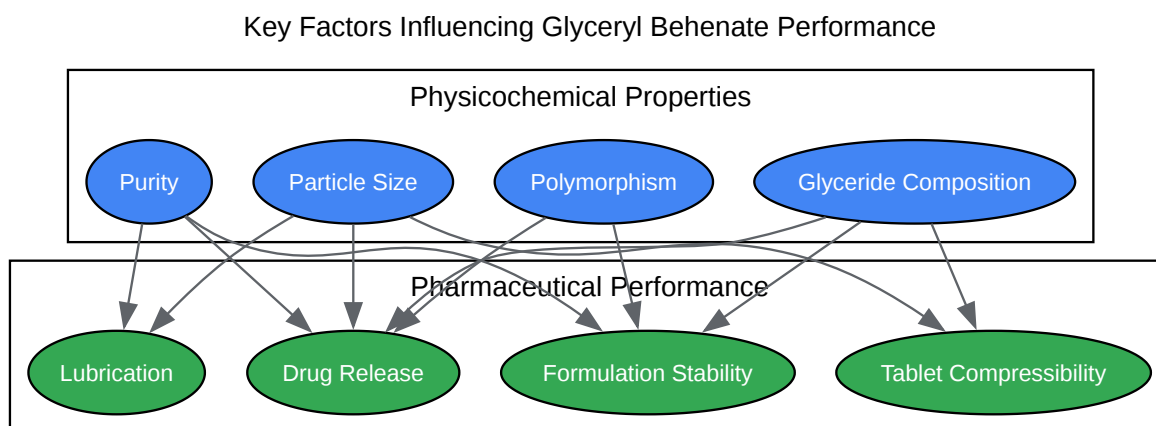 Key Factors Influencing Glyceryl Behenate Performance
Physicochemical Properties
Purity
Particle Size
Polymorphism
Glyceride Composition
Pharmaceutical Performance
Lubrication
Drug Release
Formulation Stability
Tablet Compressibility